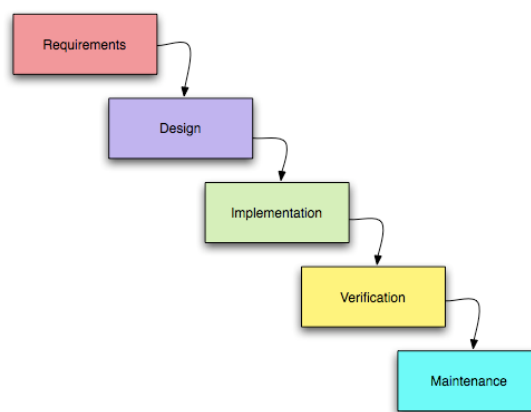 Requirements
Design
Implementation
Verification
Maintenance